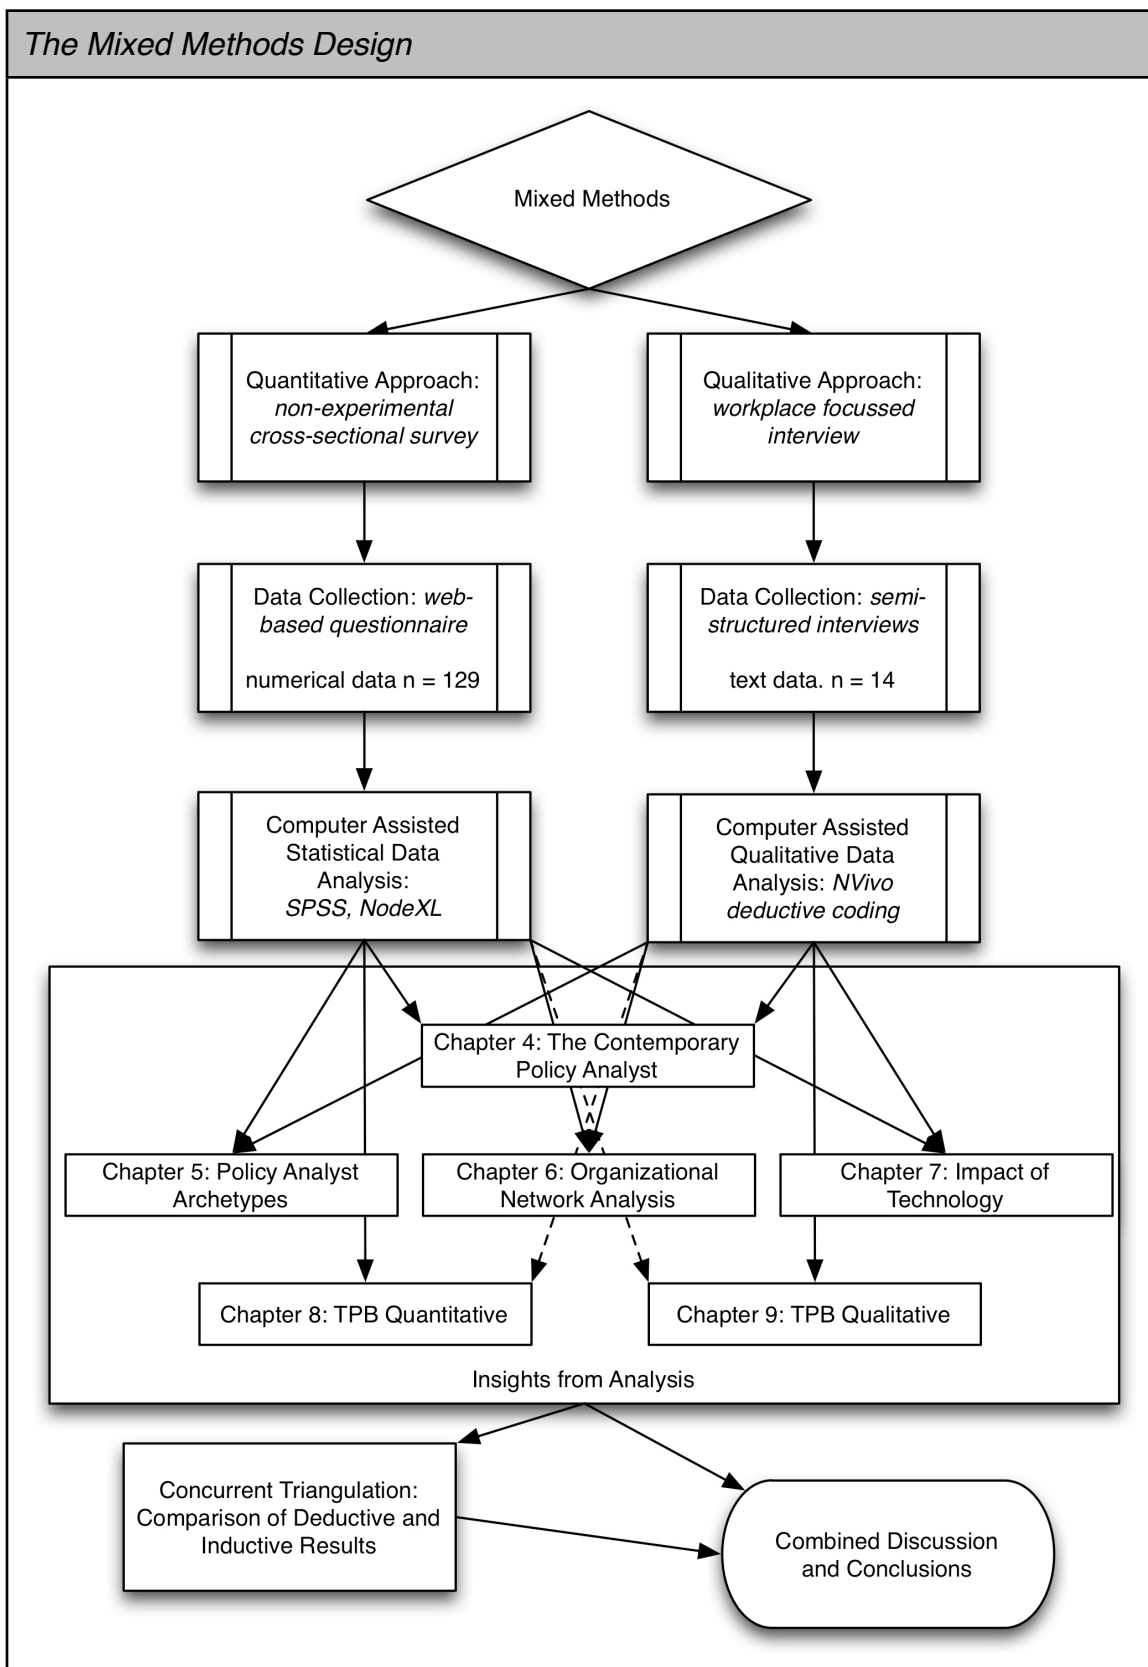 The Mixed Methods Design
Mixed Methods
Quantitative Approach:
non-experimental
cross-sectional survey
Qualitative Approach:
workplace focussed
interview
Data Collection: web-
based questionnaire
numerical data n = 129
Data Collection: semi-
structured interviews
text data. n = 14
Computer Assisted
Statistical Data
Analysis:
SPSS, NodeXL
Computer Assisted
Qualitative Data
Analysis: NVivo
deductive coding
Chapter 4: The Contemporary
Policy Analyst
Chapter 5: Policy Analyst
Archetypes
Chapter 6: Organizational
Network Analysis
Chapter 7: Impact of
Technology
Chapter 8: TPB Quantitative
Chapter 9: TPB Qualitative
Insights from Analysis
Concurrent Triangulation:
Comparison of Deductive and
Inductive Results
Combined Discussion
and Conclusions